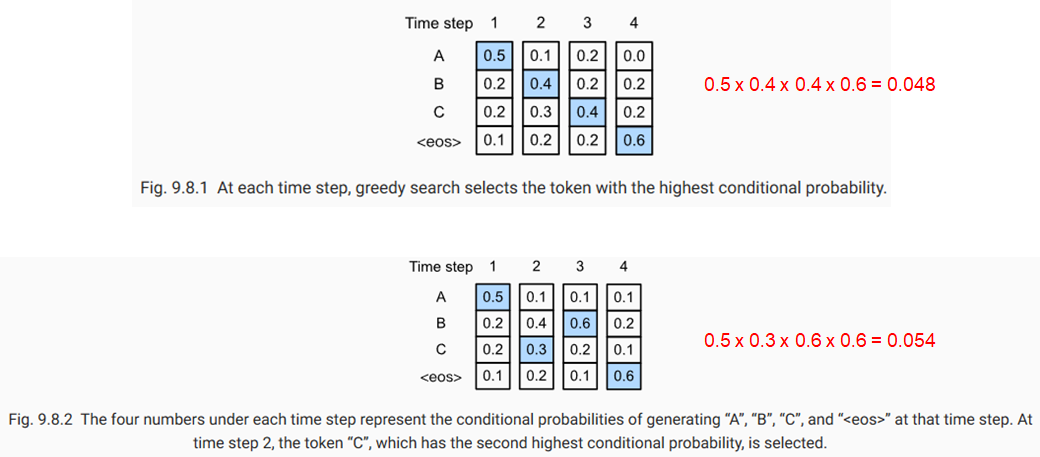 Time step 1 2 3 4
A 0.5 0.1 0.2 0.0
B 0.2 0.4 0.2 0.2
0.5 x 0.4 x 0.4 x 0.6 = 0.048
C 0.2 0.3 0.4 0.2
<eos> 0.1 0.2 0.2 0.6
Fig. 9.8.1 At each time step, greedy search selects the token with the highest conditional probability.
Time step 1 2 3 4
A 0.5 0.1 0.1 0.1
B 0.2 0.4 0.6 0.2
0.5 x 0.3 x 0.6 x 0.6 = 0.054
C 0.2 0.3 0.2 0.1
<eos> 0.1 0.2 0.1 0.6
Fig. 9.8.2 The four numbers under each time step represent the conditional probabilities of generating “A”, “B”, “C”, and “<eos>” at that time step. At
time step 2, the token “C”, which has the second highest conditional probability, is selected.